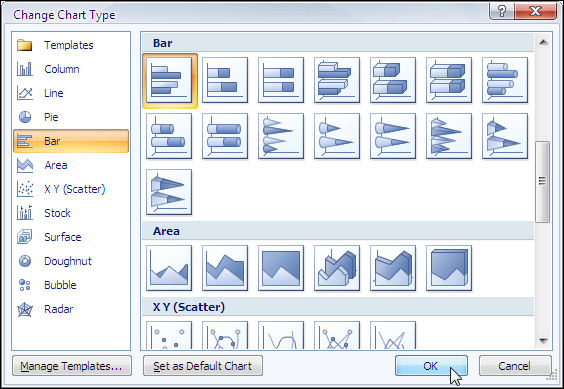 Change Chart Type
Templates
Column
Line
Pie
Bar
Area
X Y (Scatter)
Stock
Surface
Doughnut
Bubble
Radar
Bar
Area
X Y (Scatter)
Manage Templates...
Set as Default Chart
OK
Cancel